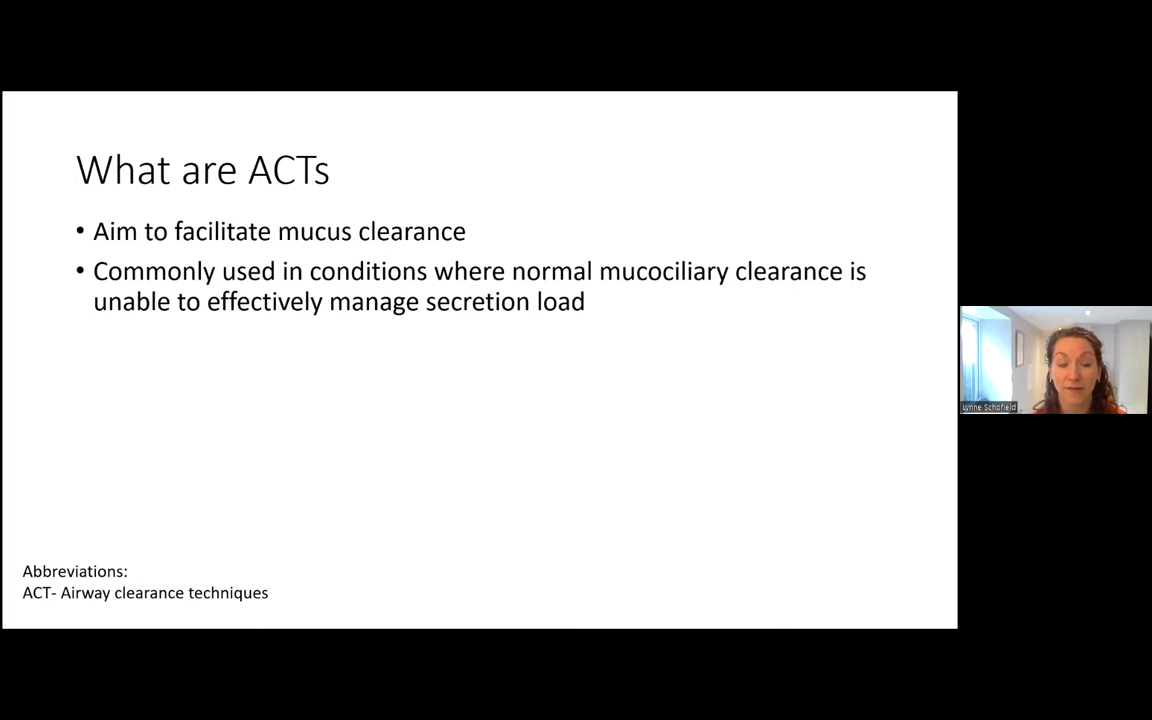 What are ACTs
• Aim to facilitate mucus clearance
• Commonly used in conditions where normal mucociliary clearance is
unable to effectively manage secretion load
Lynne Schofield
Abbreviations:
ACT- Airway clearance techniques